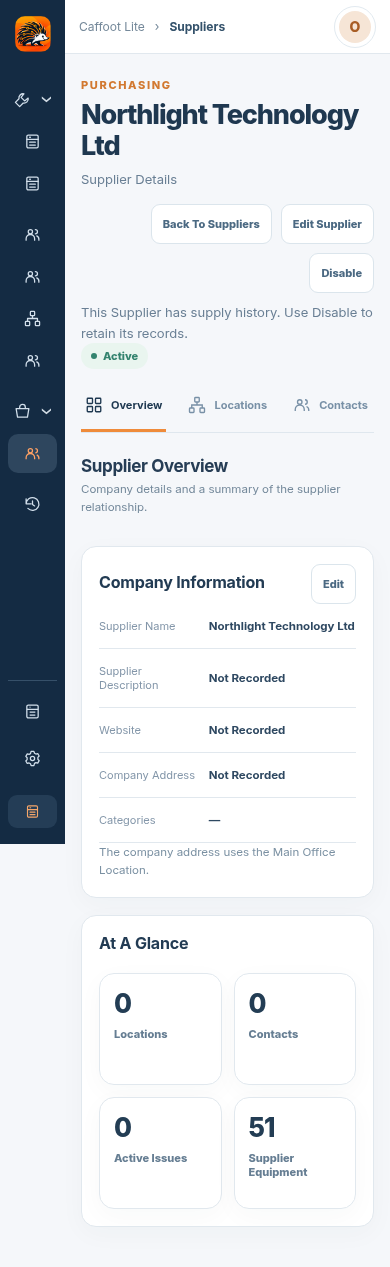 Caffoot Lite › Suppliers
O
PURCHASING
Northlight Technology
Ltd
Supplier Details
Back To Suppliers
Edit Supplier
Disable
This Supplier has supply history. Use Disable to
retain its records.
Active
Overview
Locations
Contacts
Supplier Overview
Company details and a summary of the supplier
relationship.
Company Information
Edit
Supplier Name Northlight Technology Ltd
Supplier
Description
Not Recorded
Website Not Recorded
Company Address Not Recorded
Categories —
The company address uses the Main Office
Location.
At A Glance
0
Locations
0
Contacts
0
Active Issues
51
Supplier
Equipment